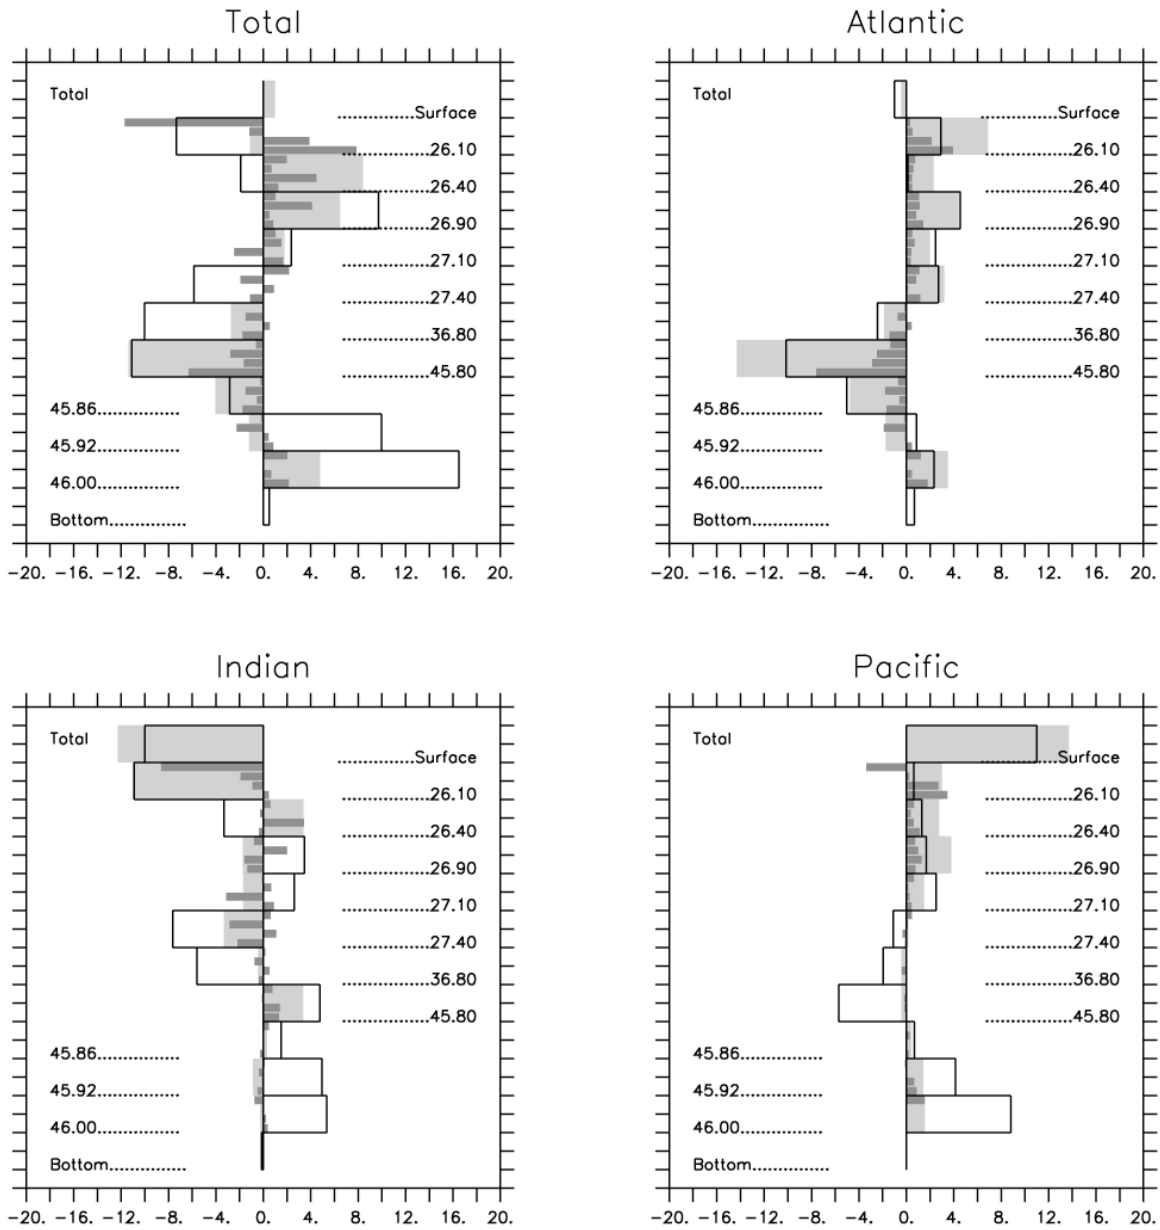 Total Atlantic
Total ...............Surface Total ...............Surface
.................26.10 .................26.10
.................26.40 .................26.40
.................26.90 .................26.90
.................27.10 .................27.10
.................27.40 .................27.40
.................36.80 .................36.80
.................45.80 .................45.80
45.86................ 45.86................
45.92................ 45.92................
46.00................ 46.00................
Bottom............... Bottom...............
-20. -16. -12. -8. -4. 0. 4. 8. 12. 16. 20. -20. -16. -12. -8. -4. 0. 4. 8. 12. 16. 20.
Indian Pacific
Total ...............Surface Total ...............Surface
.................26.10 .................26.10
.................26.40 .................26.40
.................26.90 .................26.90
.................27.10 .................27.10
.................27.40 .................27.40
.................36.80 .................36.80
.................45.80 .................45.80
45.86................ 45.86................
45.92................ 45.92................
46.00................ 46.00................
Bottom............... Bottom...............
-20. -16. -12. -8. -4. 0. 4. 8. 12. 16. 20. -20. -16. -12. -8. -4. 0. 4. 8. 12. 16. 20.